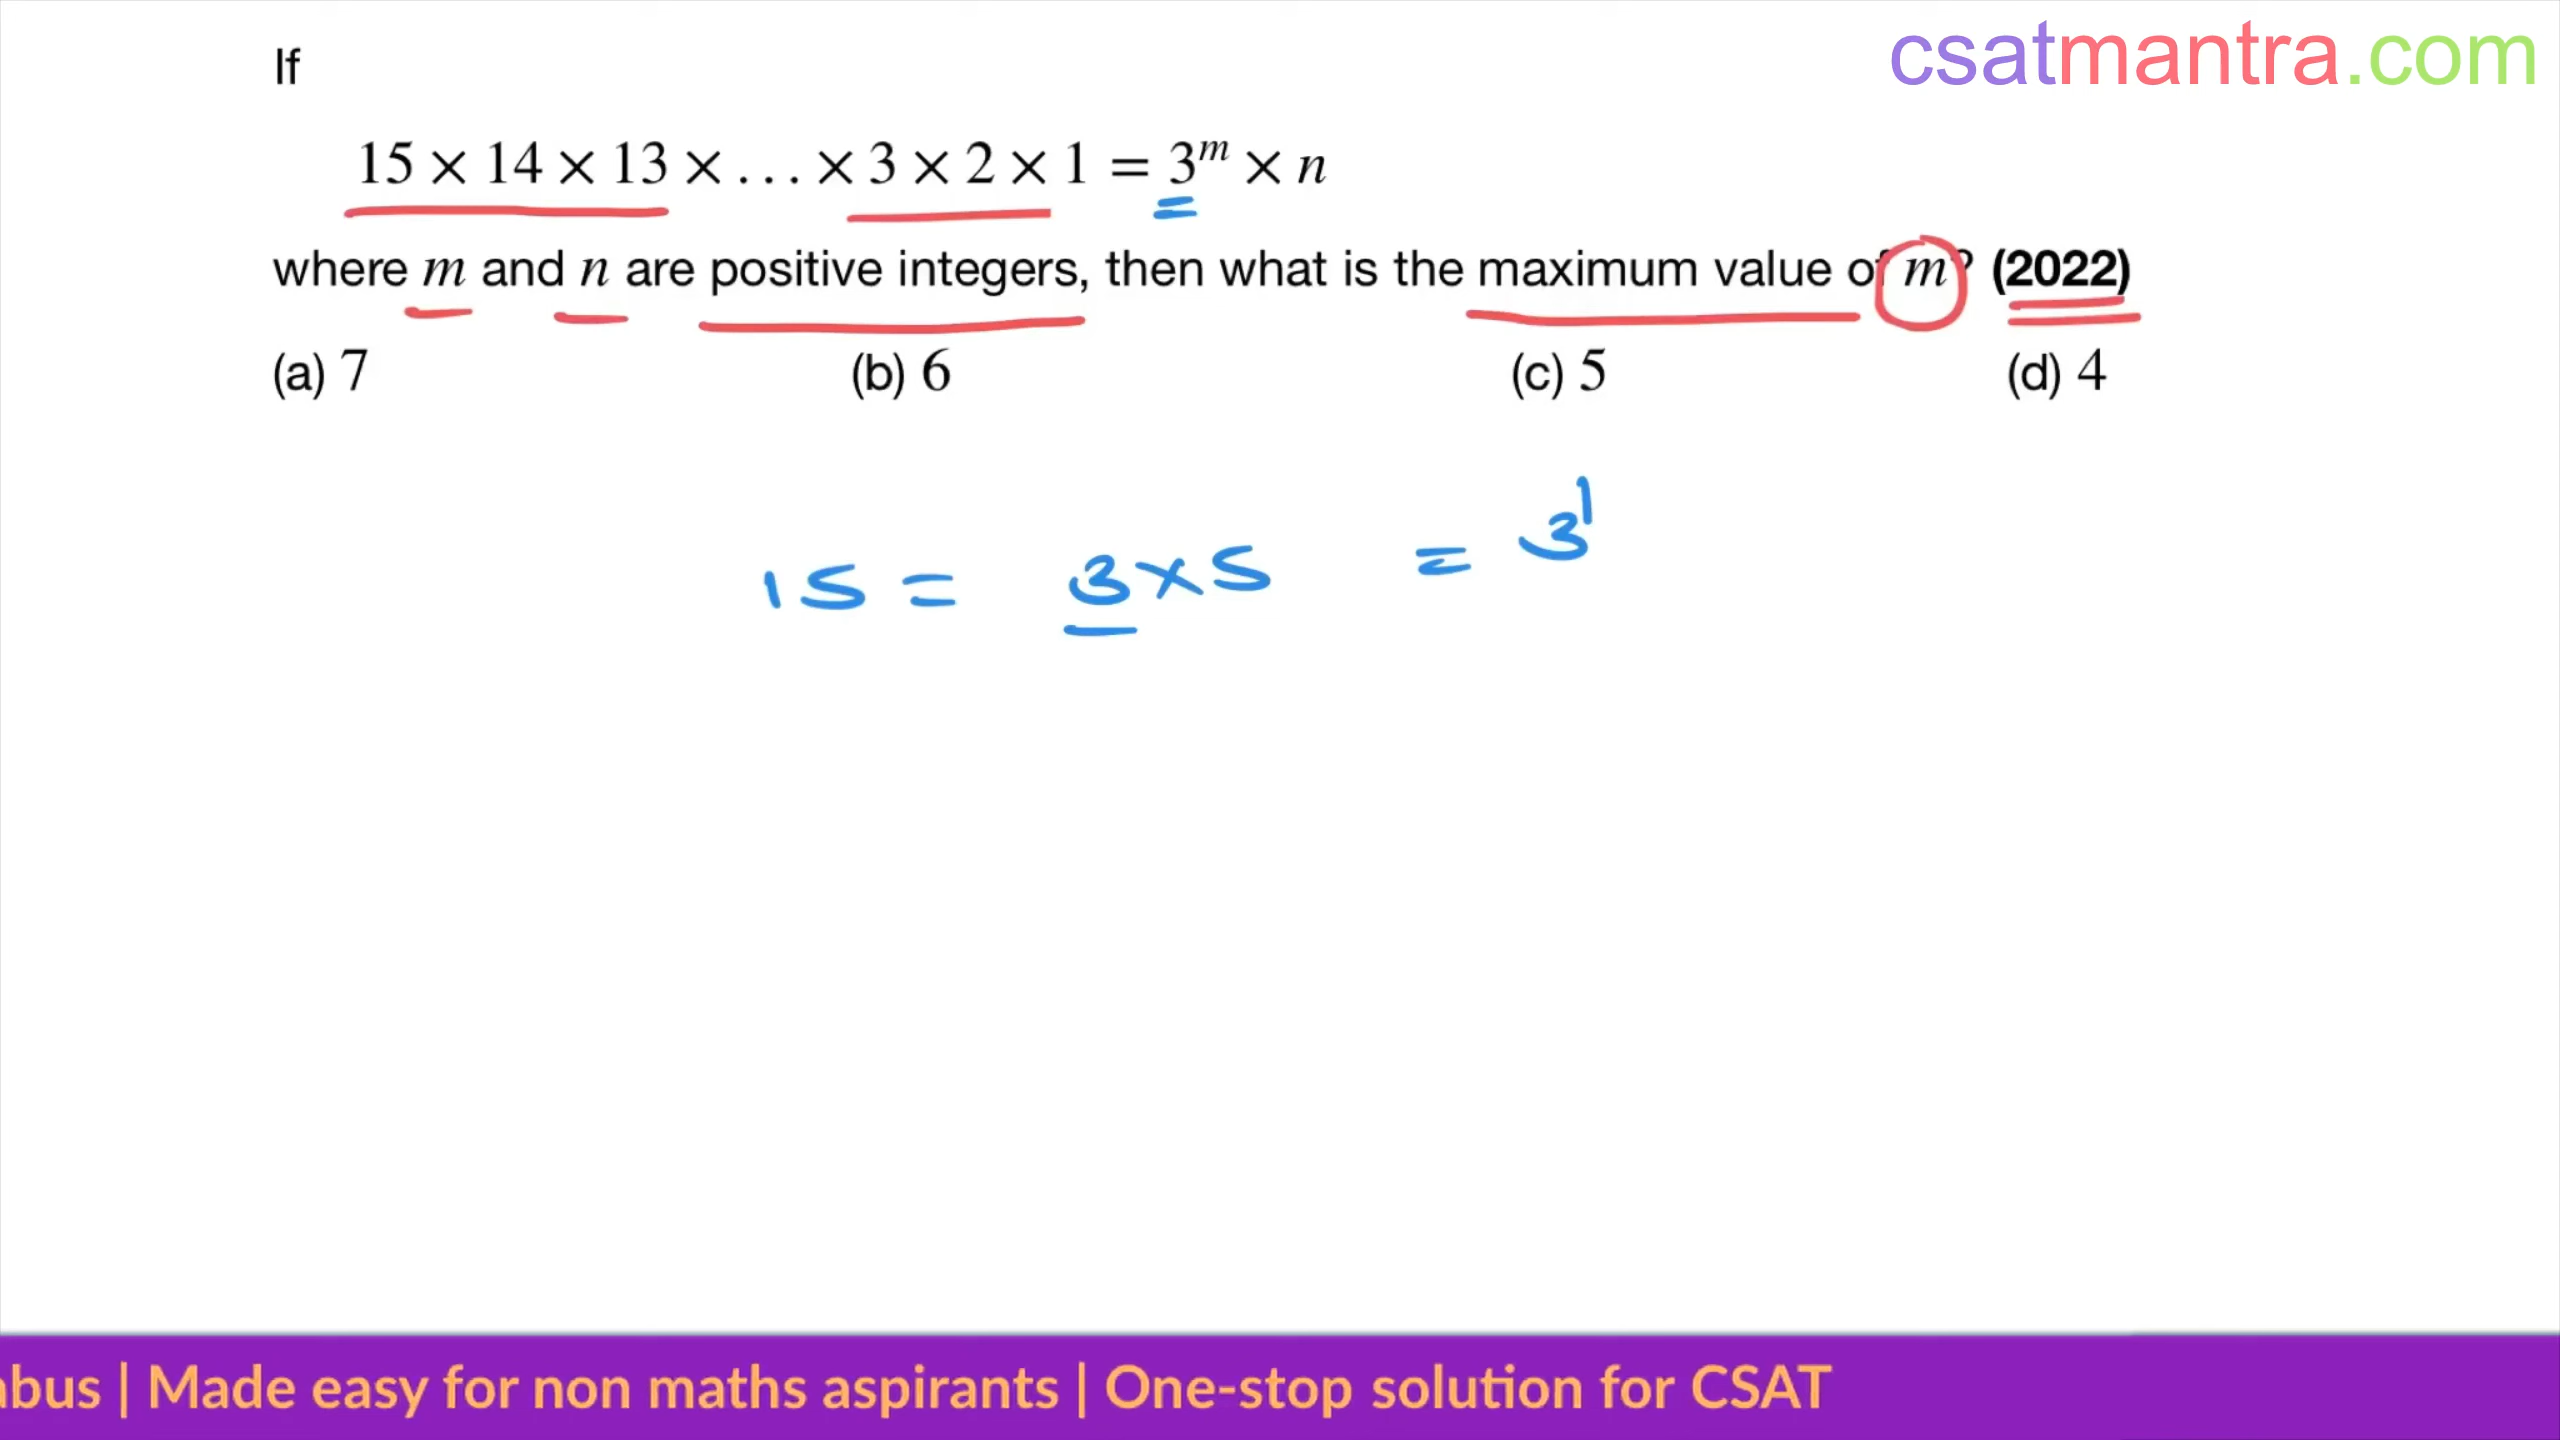 csatmantra.com
If
15 × 14 × 13 × . . . × 3 × 2 × 1 = 3^m × n
where m and n are positive integers, then what is the maximum value of m? (2022)
(a) 7 (b) 6 (c) 5 (d) 4
15 = 3×5 = 3^1
| Made easy for non maths aspirants | One-stop solution for CSAT